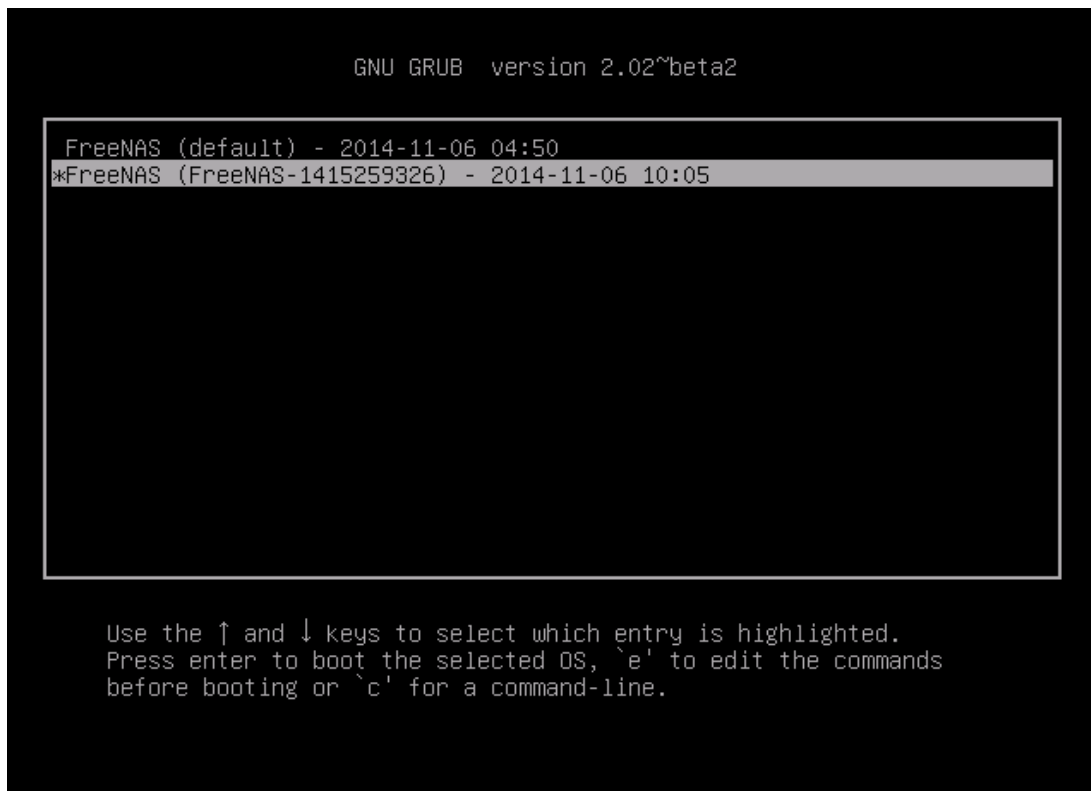 GNU GRUB  version 2.02~beta2
FreeNAS (default) - 2014-11-06 04:50
*FreeNAS (FreeNAS-1415259326) - 2014-11-06 10:05
Use the ↑ and ↓ keys to select which entry is highlighted.
Press enter to boot the selected OS, `e' to edit the commands
before booting or `c' for a command-line.